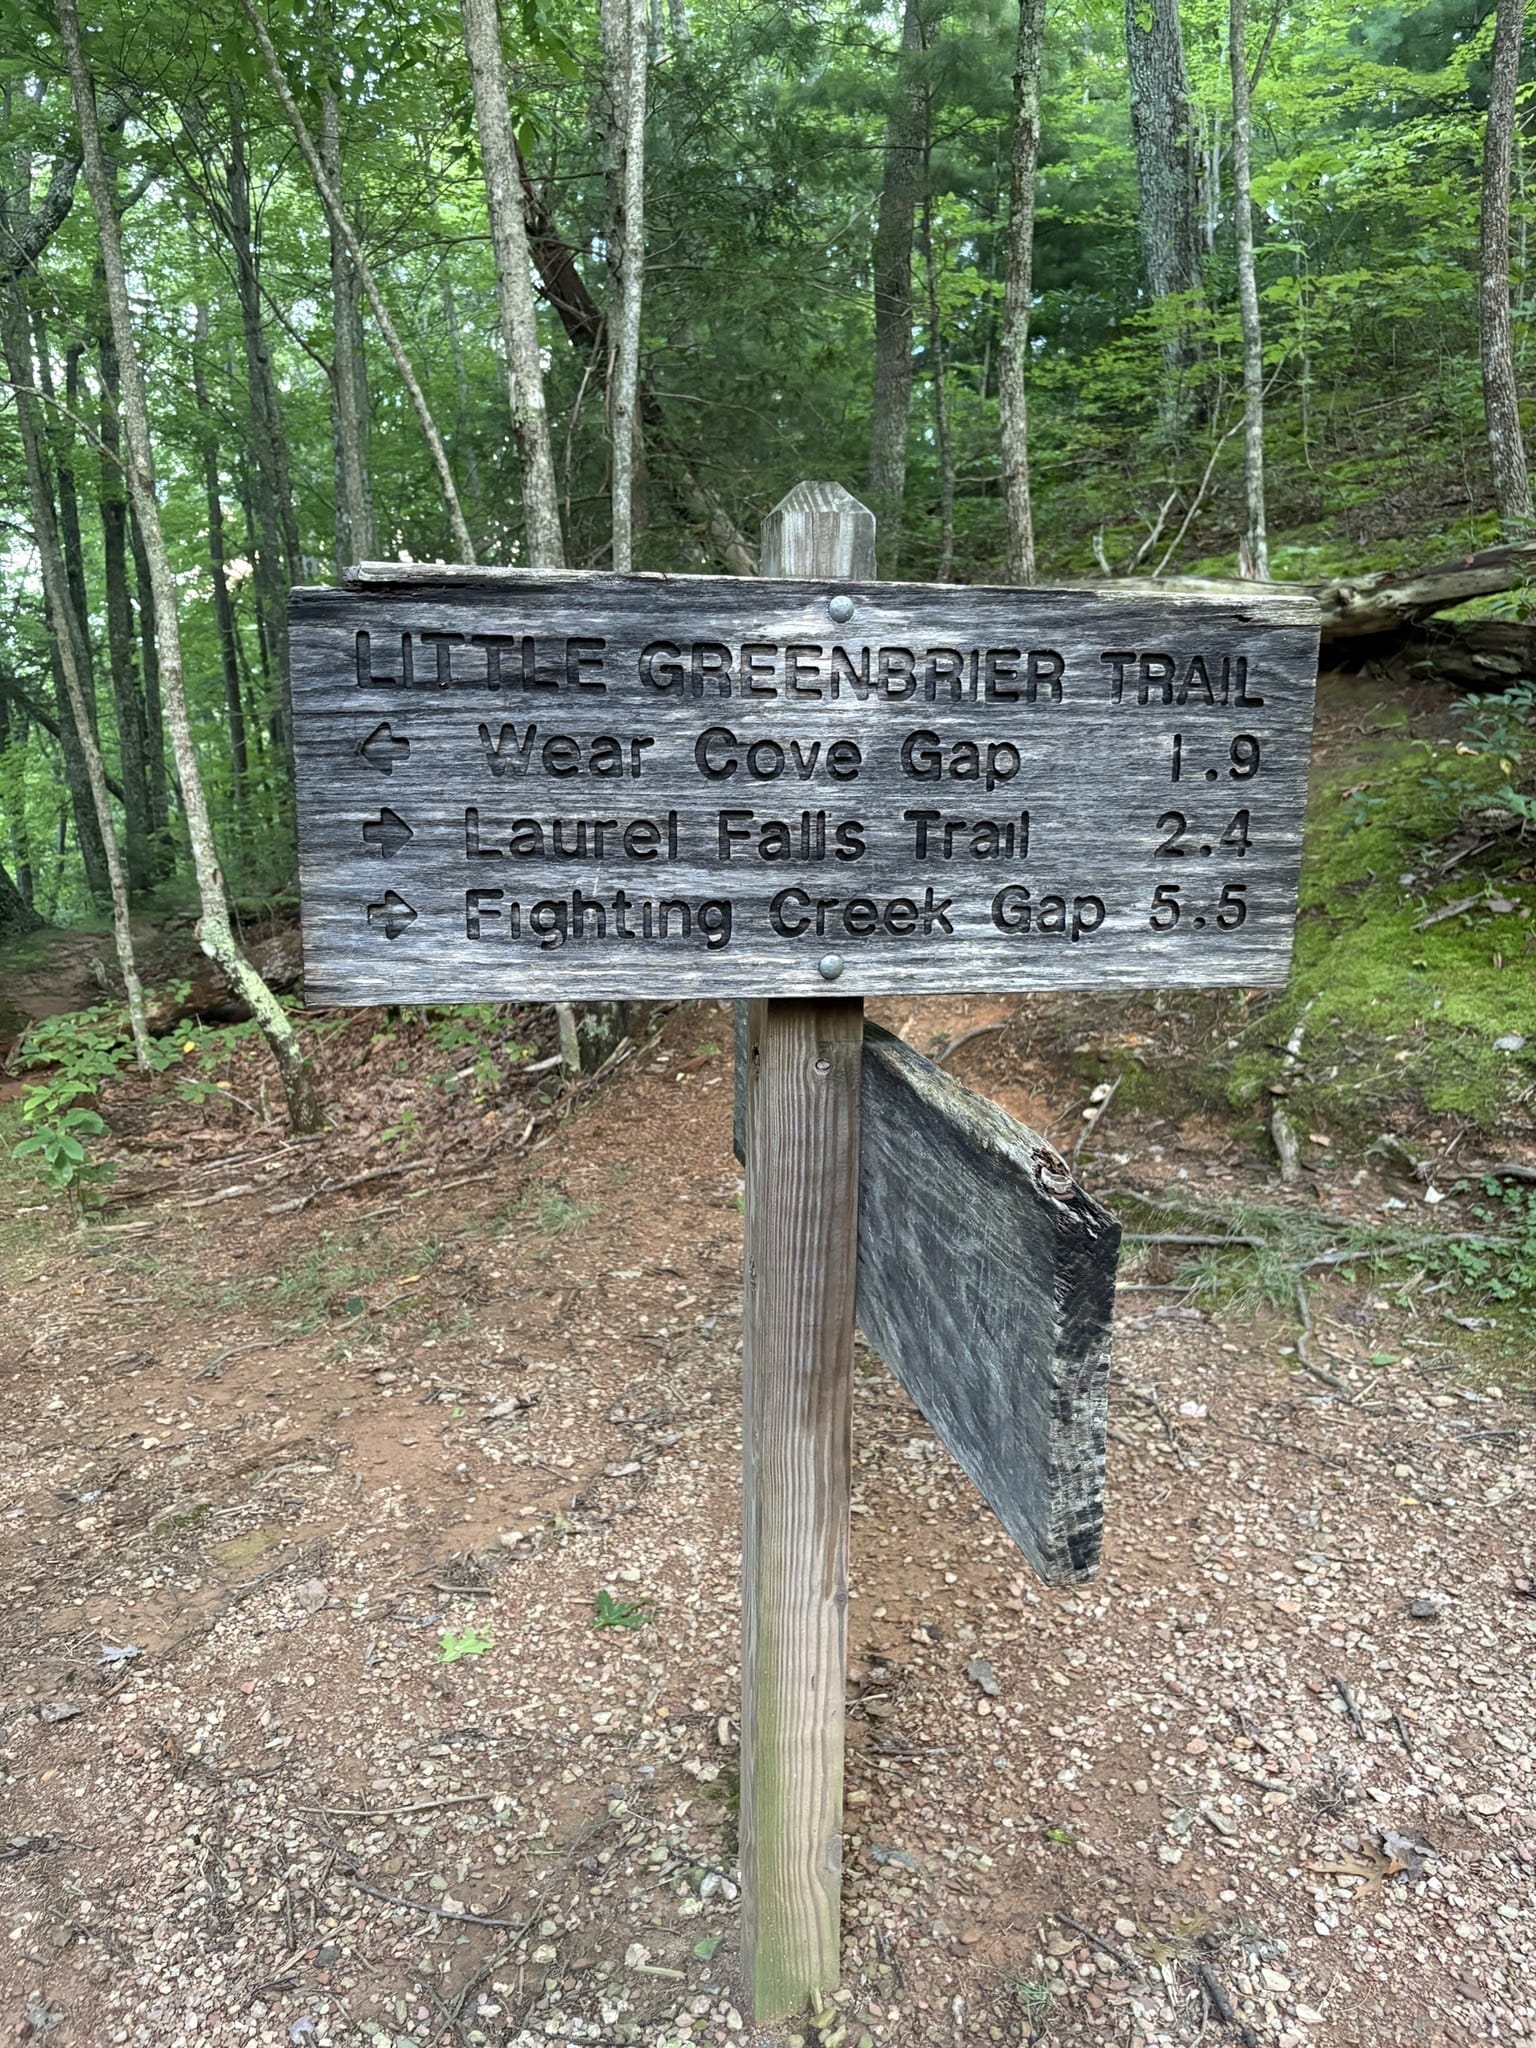 LITTLE GREENBRIER TRAIL
← Wear Cove Gap 1.9
→ Laurel Falls Trail 2.4
→ Fighting Creek Gap 5.5